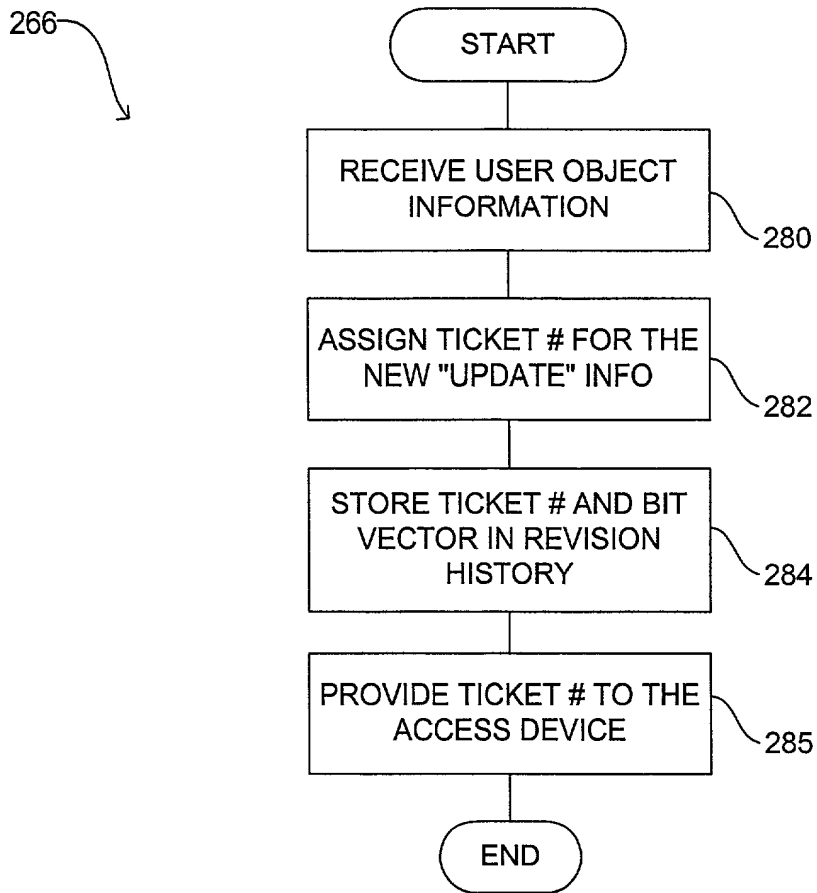 266
START
RECEIVE USER OBJECT
INFORMATION
280
ASSIGN TICKET # FOR THE
NEW "UPDATE" INFO
282
STORE TICKET # AND BIT
VECTOR IN REVISION
HISTORY
284
PROVIDE TICKET # TO THE
ACCESS DEVICE
285
END